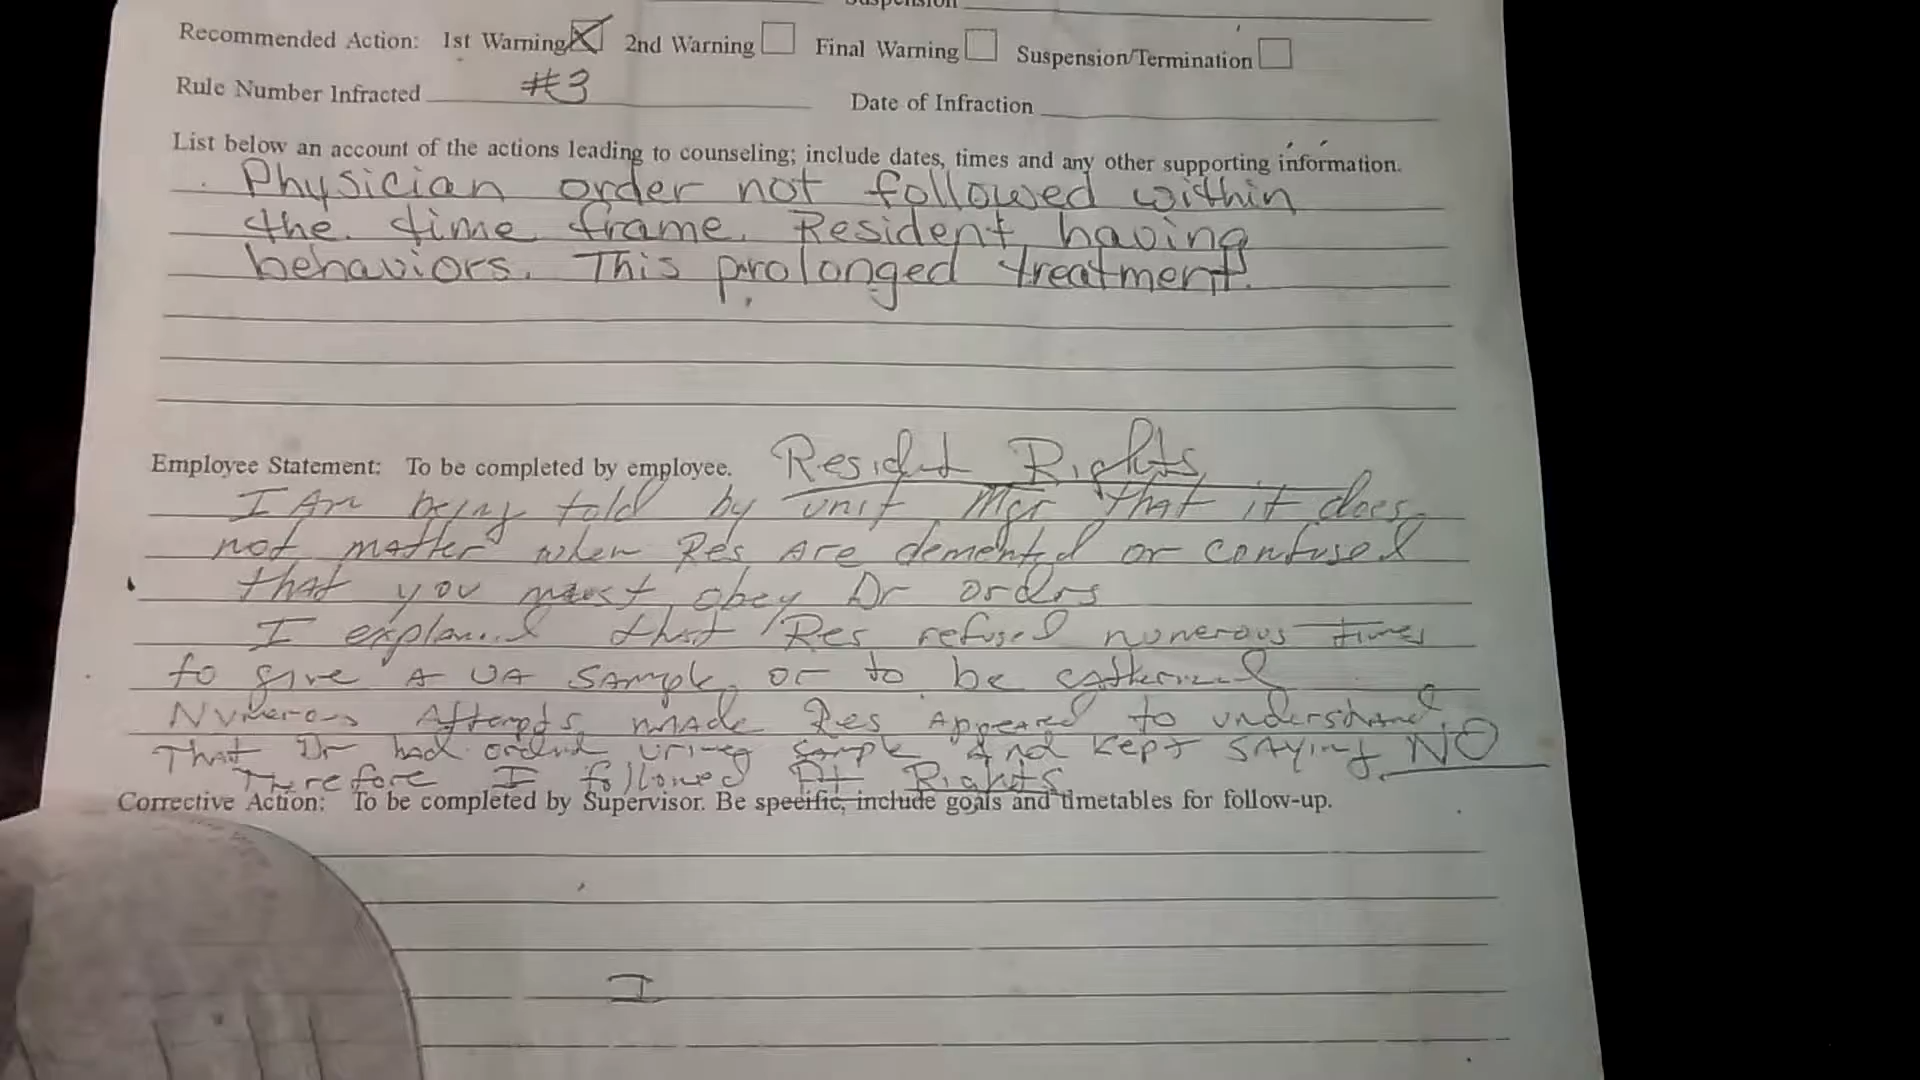 Suspension
Recommended Action: 1st Warning 2nd Warning Final Warning Suspension/Termination
Rule Number Infracted #3 Date of Infraction
List below an account of the actions leading to counseling; include dates, times and any other supporting information.
Physician order not followed within
the time frame. Resident having
behaviors. This prolonged treatment.
Employee Statement: To be completed by employee. Resident Rights
I Am being told by unit Mgr that it does
not matter when Res Are demented or confused
that you must obey Dr orders
I explained that Res refused numerous times
to give A UA sample, or to be catherized
Numerous Attempts made Res Appeared to understand
That Dr had ordered urine sample And kept saying NO
Therefore I followed Pt Rights
Corrective Action: To be completed by Supervisor. Be specific, include goals and timetables for follow-up.
I